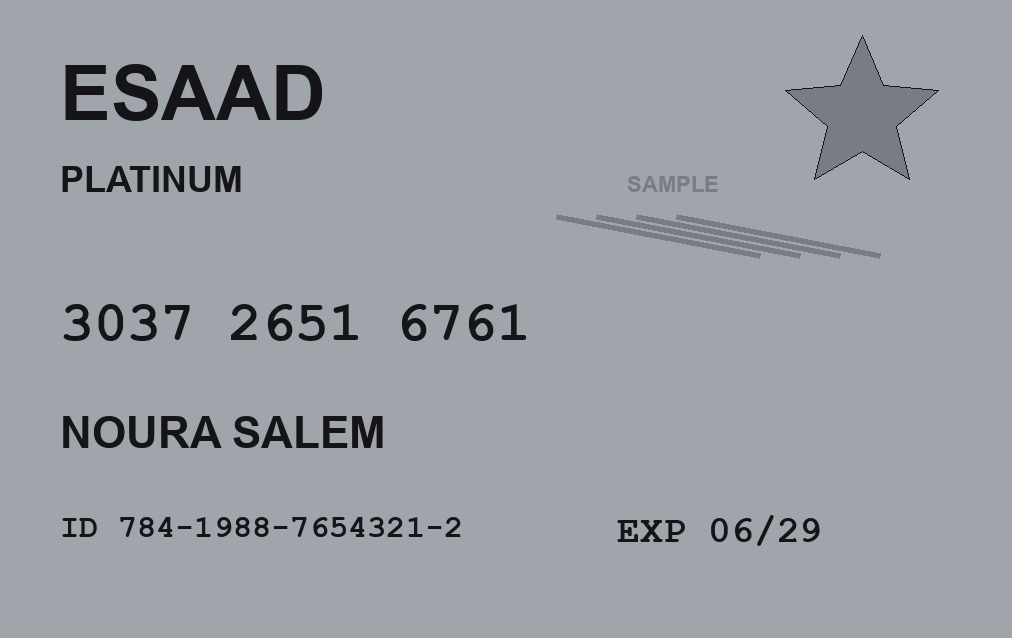 ESAAD
PLATINUM
SAMPLE
3037 2651 6761
NOURA SALEM
ID 784-1988-7654321-2
EXP 06/29